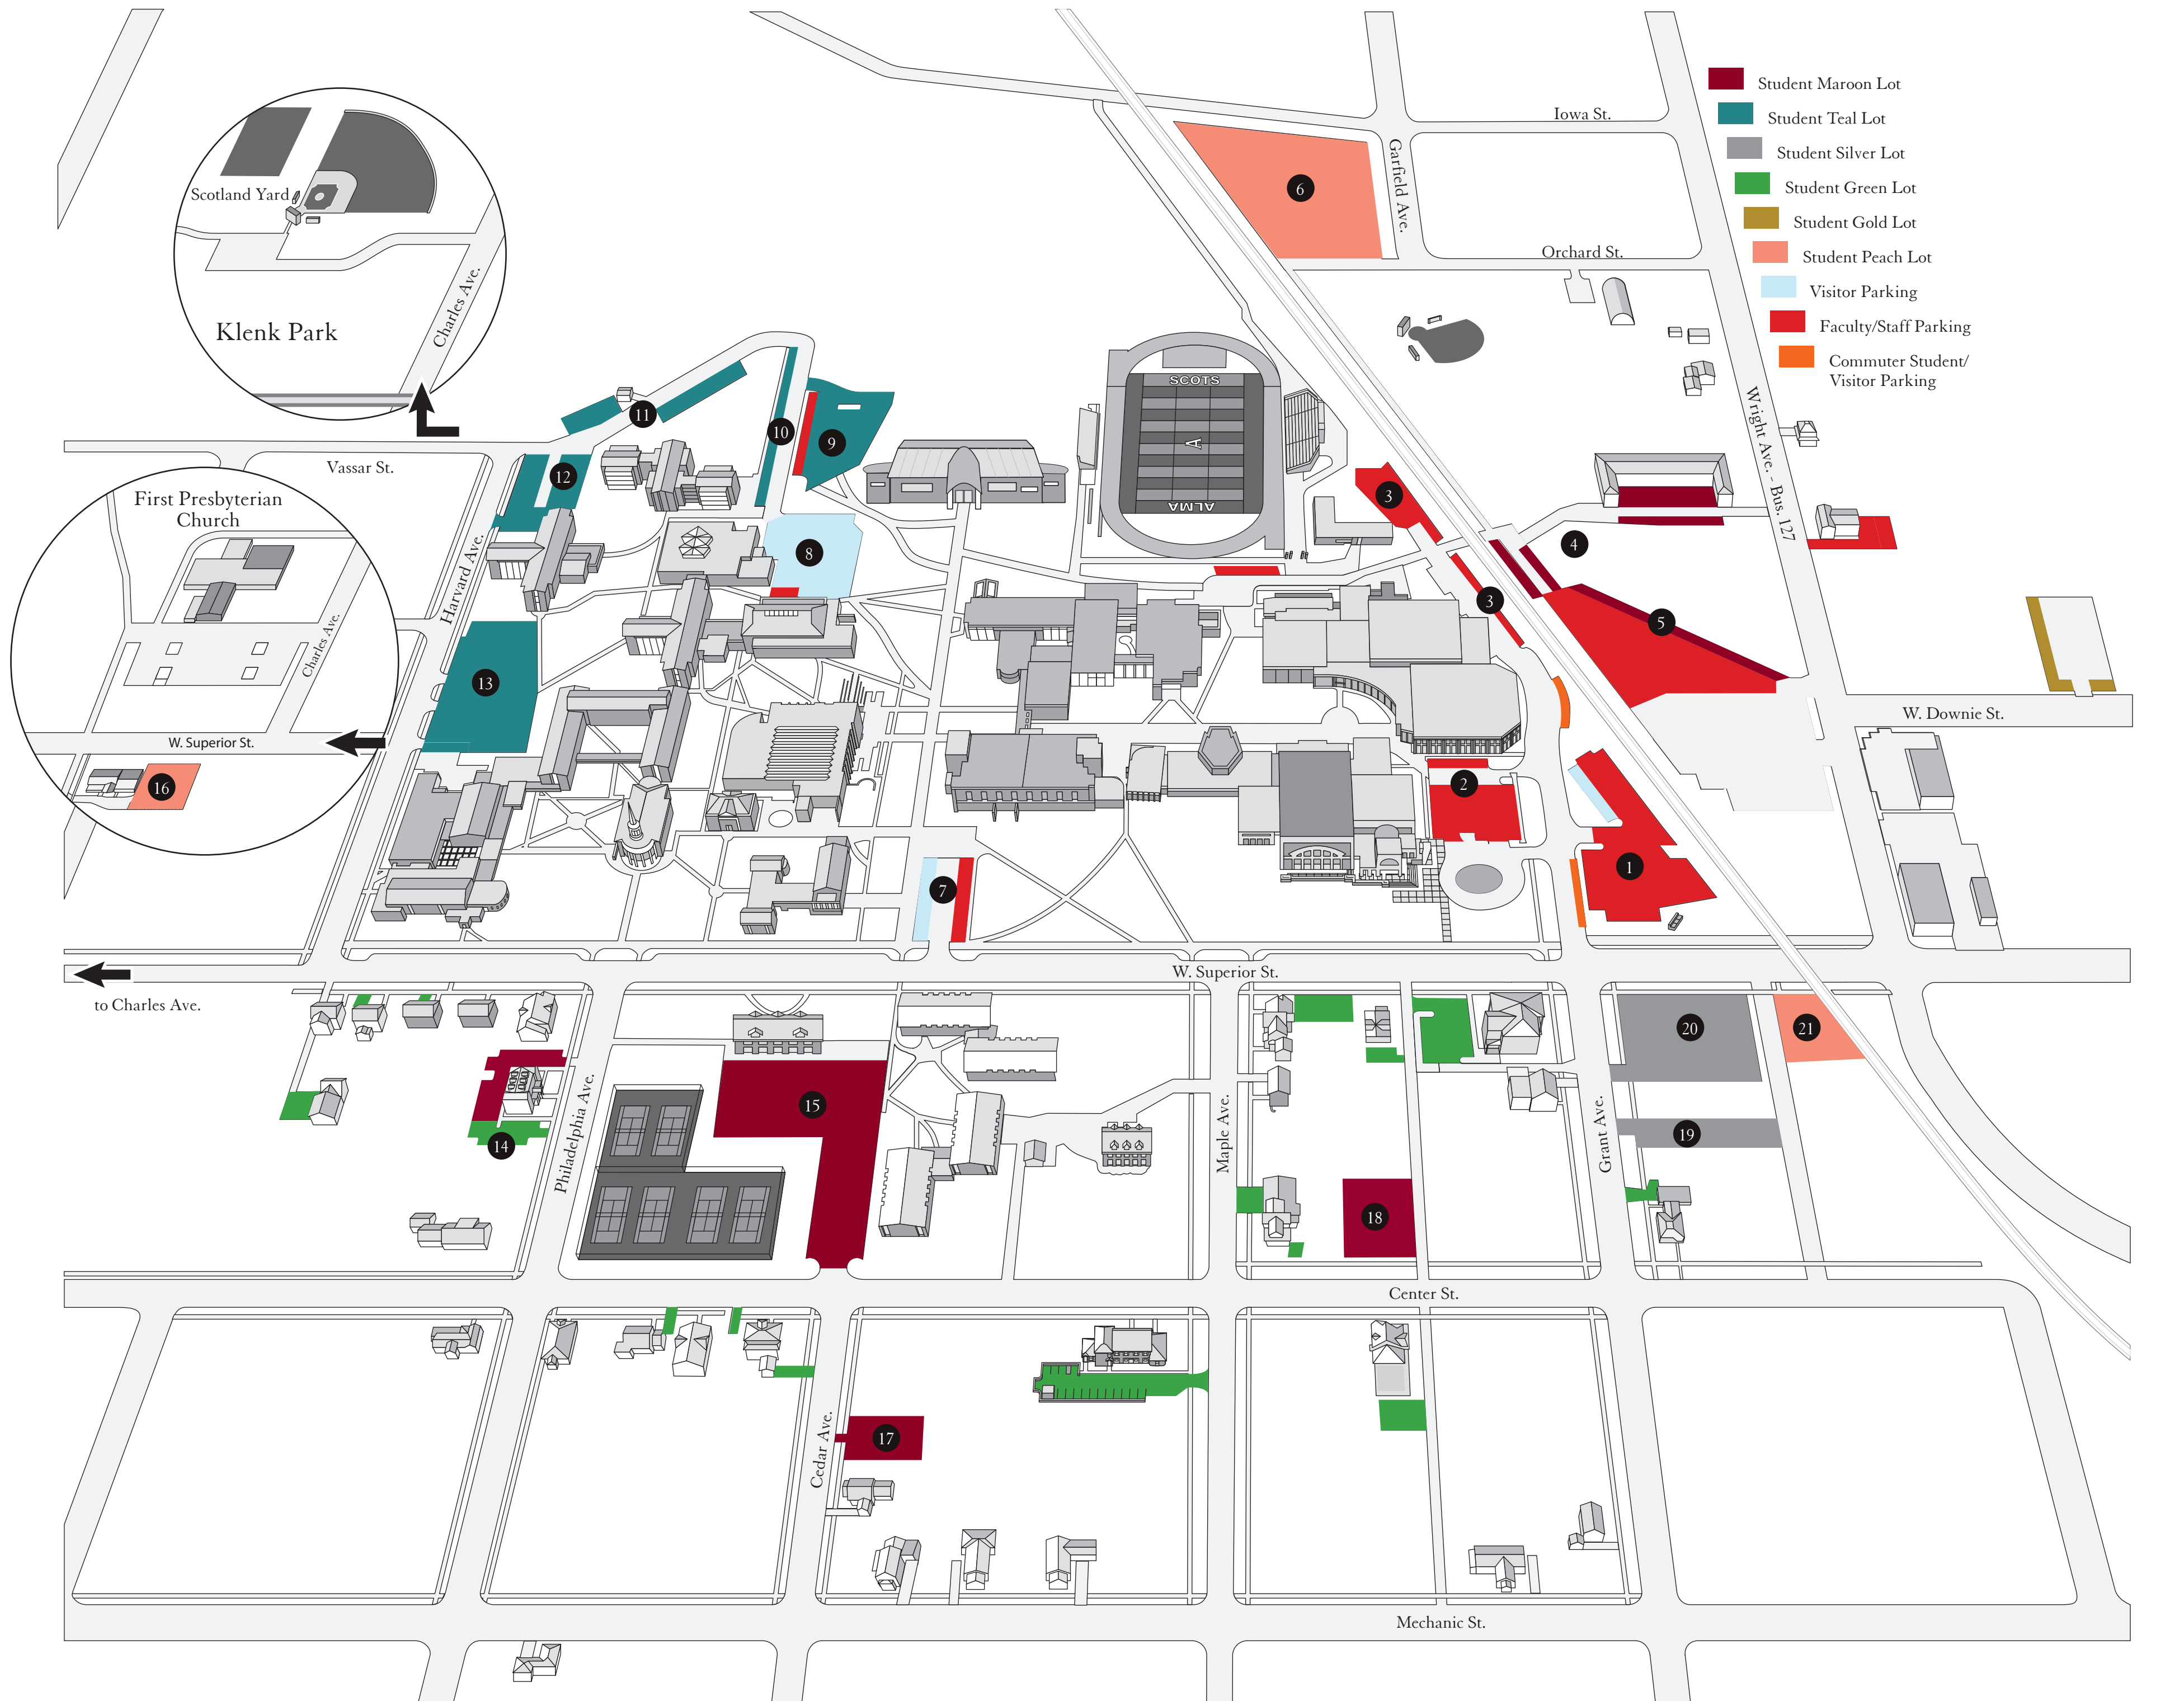 Iowa St.
Garfield Ave.
Orchard St.
Wright Ave. - Bus. 127
W. Downie St.
Student Maroon Lot
Student Teal Lot
Student Silver Lot
Student Green Lot
Student Gold Lot
Student Peach Lot
Visitor Parking
Faculty/Staff Parking
Commuter Student/
Visitor Parking
Scotland Yard
Klenk Park
Charles Ave.
Vassar St.
First Presbyterian
Church
Charles Ave.
W. Superior St.
16
Harvard Ave.
SCOTS
A
ALMA
6
11
10
9
12
3
4
8
3
5
13
2
1
7
W. Superior St.
to Charles Ave.
20
21
15
19
14
18
Philadelphia Ave.
Maple Ave.
Grant Ave.
Center St.
17
Cedar Ave.
Mechanic St.